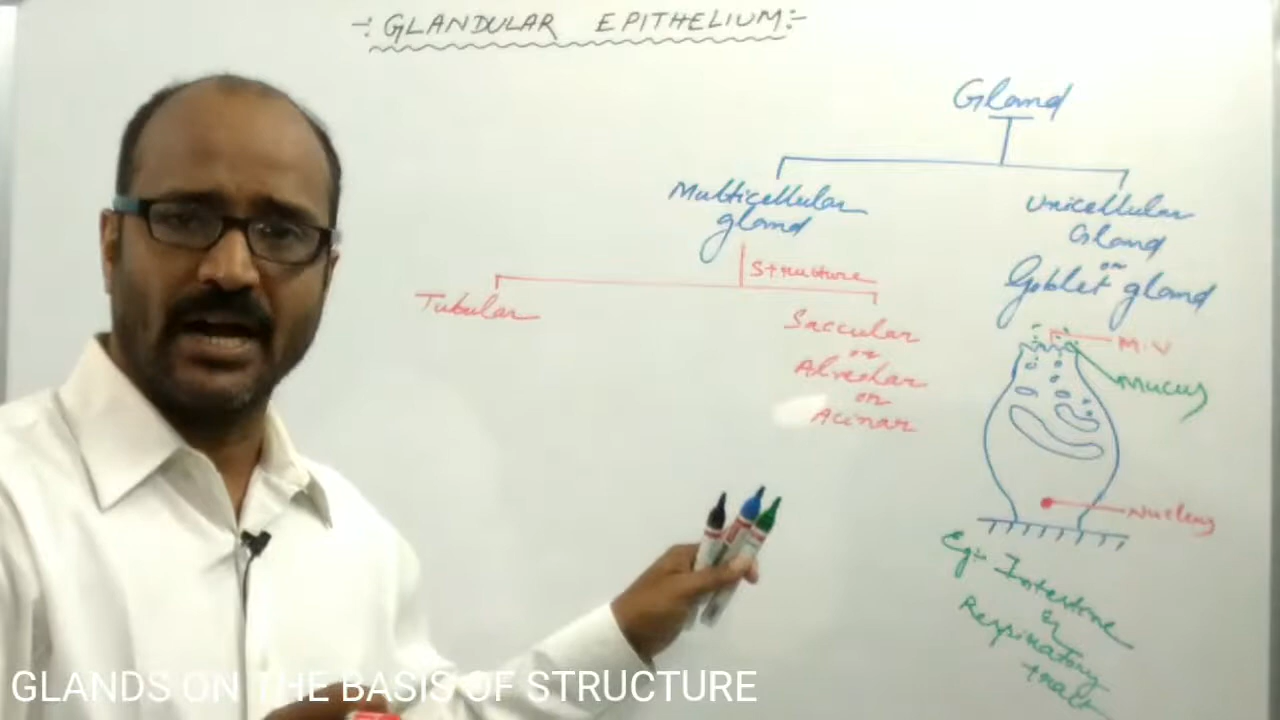 -: GLANDULAR EPITHELIUM:-
Gland
Multicellular
gland
Unicellular
Gland
or
Goblet gland
Structure
Tubular
Saccular
or
Alveolar
or
Acinar
M.V
Mucus
Nucleus
Eg:- Intestine
&
Respiratory
tract
GLANDS ON THE BASIS OF STRUCTURE